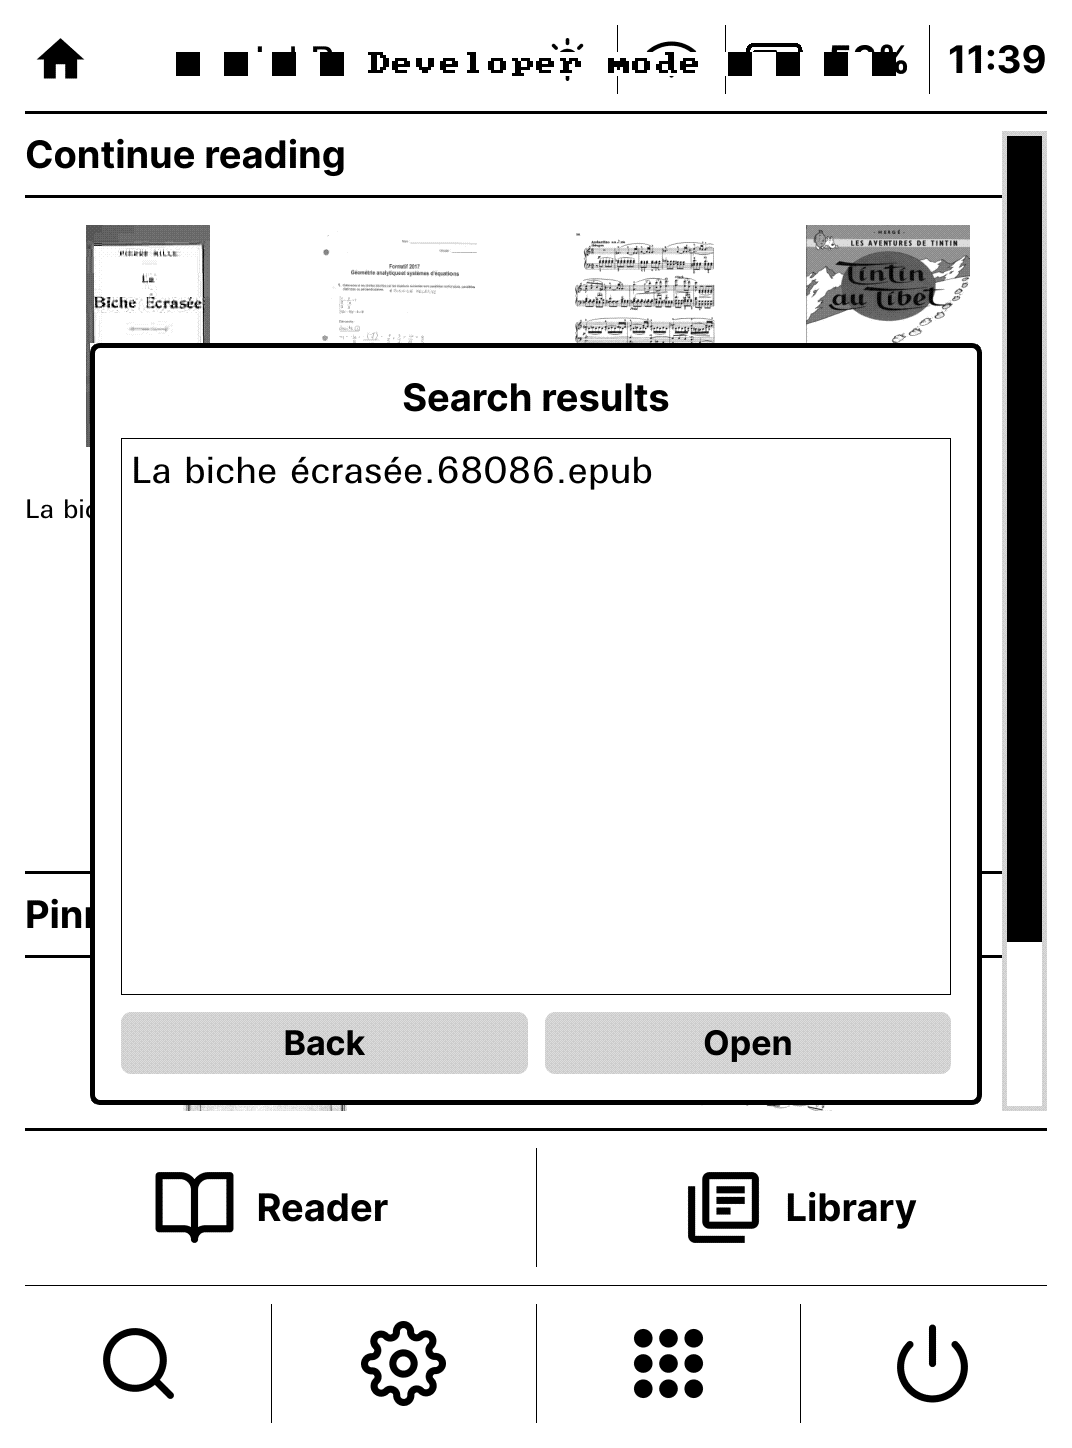 Developer mode
11:39
Continue reading
PIERRE MILLE
La
Biche Écrasée
Formatif 2017
Géométrie analytique et systèmes d'équations
HERGÉ
LES AVENTURES DE TINTIN
Tintin
au Tibet
Search results
La biche écrasée.68086.epub
La bi
Pin
Back
Open
Reader
Library